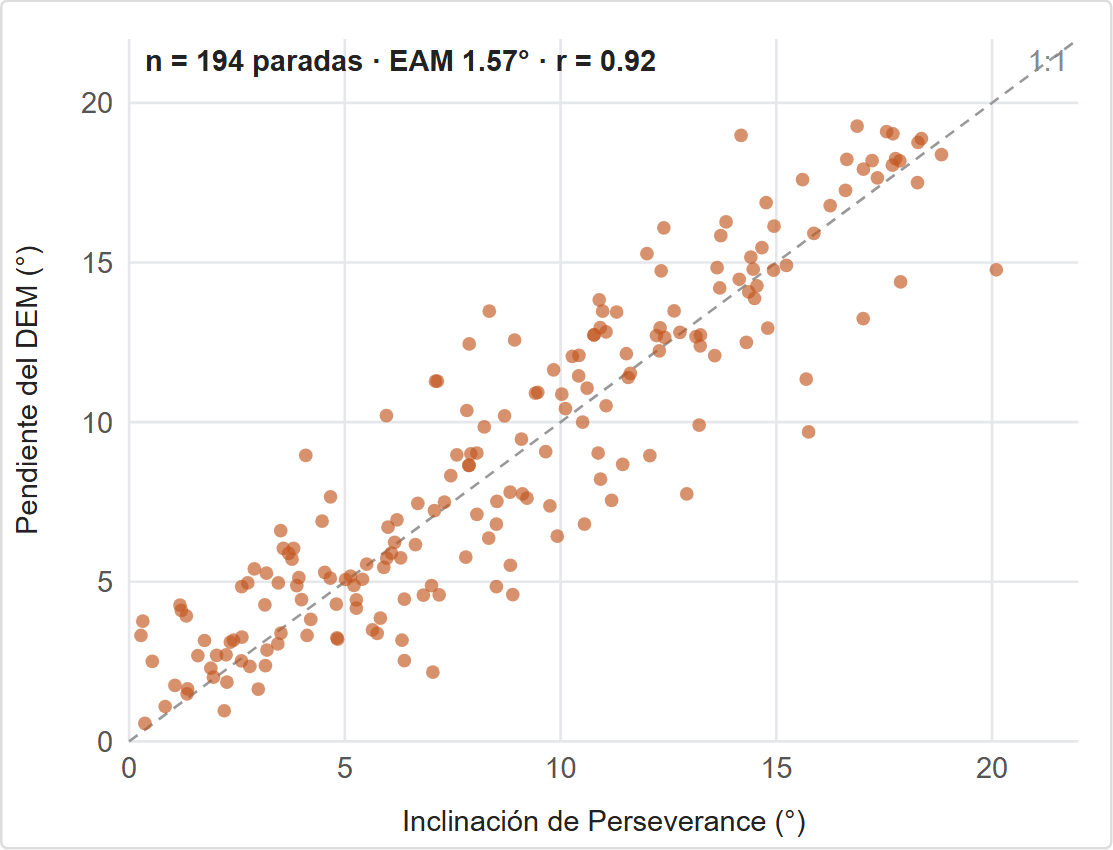 n = 194 paradas · EAM 1.57° · r = 0.92
1:1
20
15
10
5
0
Pendiente del DEM (°)
0 5 10 15 20
Inclinación de Perseverance (°)